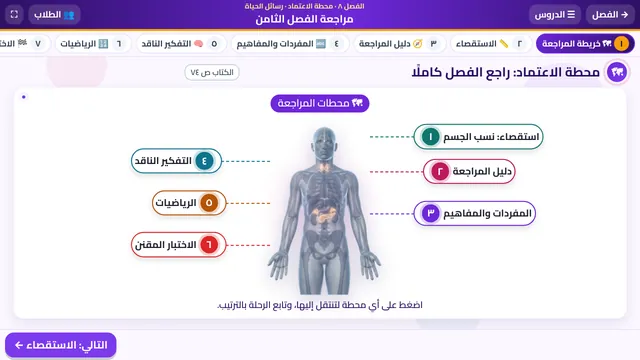 → الفصل
☰ الدروس
الفصل ٨ · محطة الاعتماد · رسائل الحياة
مراجعة الفصل الثامن
الطلاب
١ خريطة المراجعة
٢ الاستقصاء
٣ دليل المراجعة
٤ المفردات والمفاهيم
٥ التفكير الناقد
٦ الرياضيات
٧
محطة الاعتماد: راجع الفصل كاملًا
الكتاب ص ٧٤
محطات المراجعة
١ استقصاء: نسب الجسم
٢ دليل المراجعة
٣ المفردات والمفاهيم
٤ التفكير الناقد
٥ الرياضيات
٦ الاختبار المقنن
اضغط على أي محطة لتنتقل إليها، وتابع الرحلة بالترتيب.
التالي: الاستقصاء ←